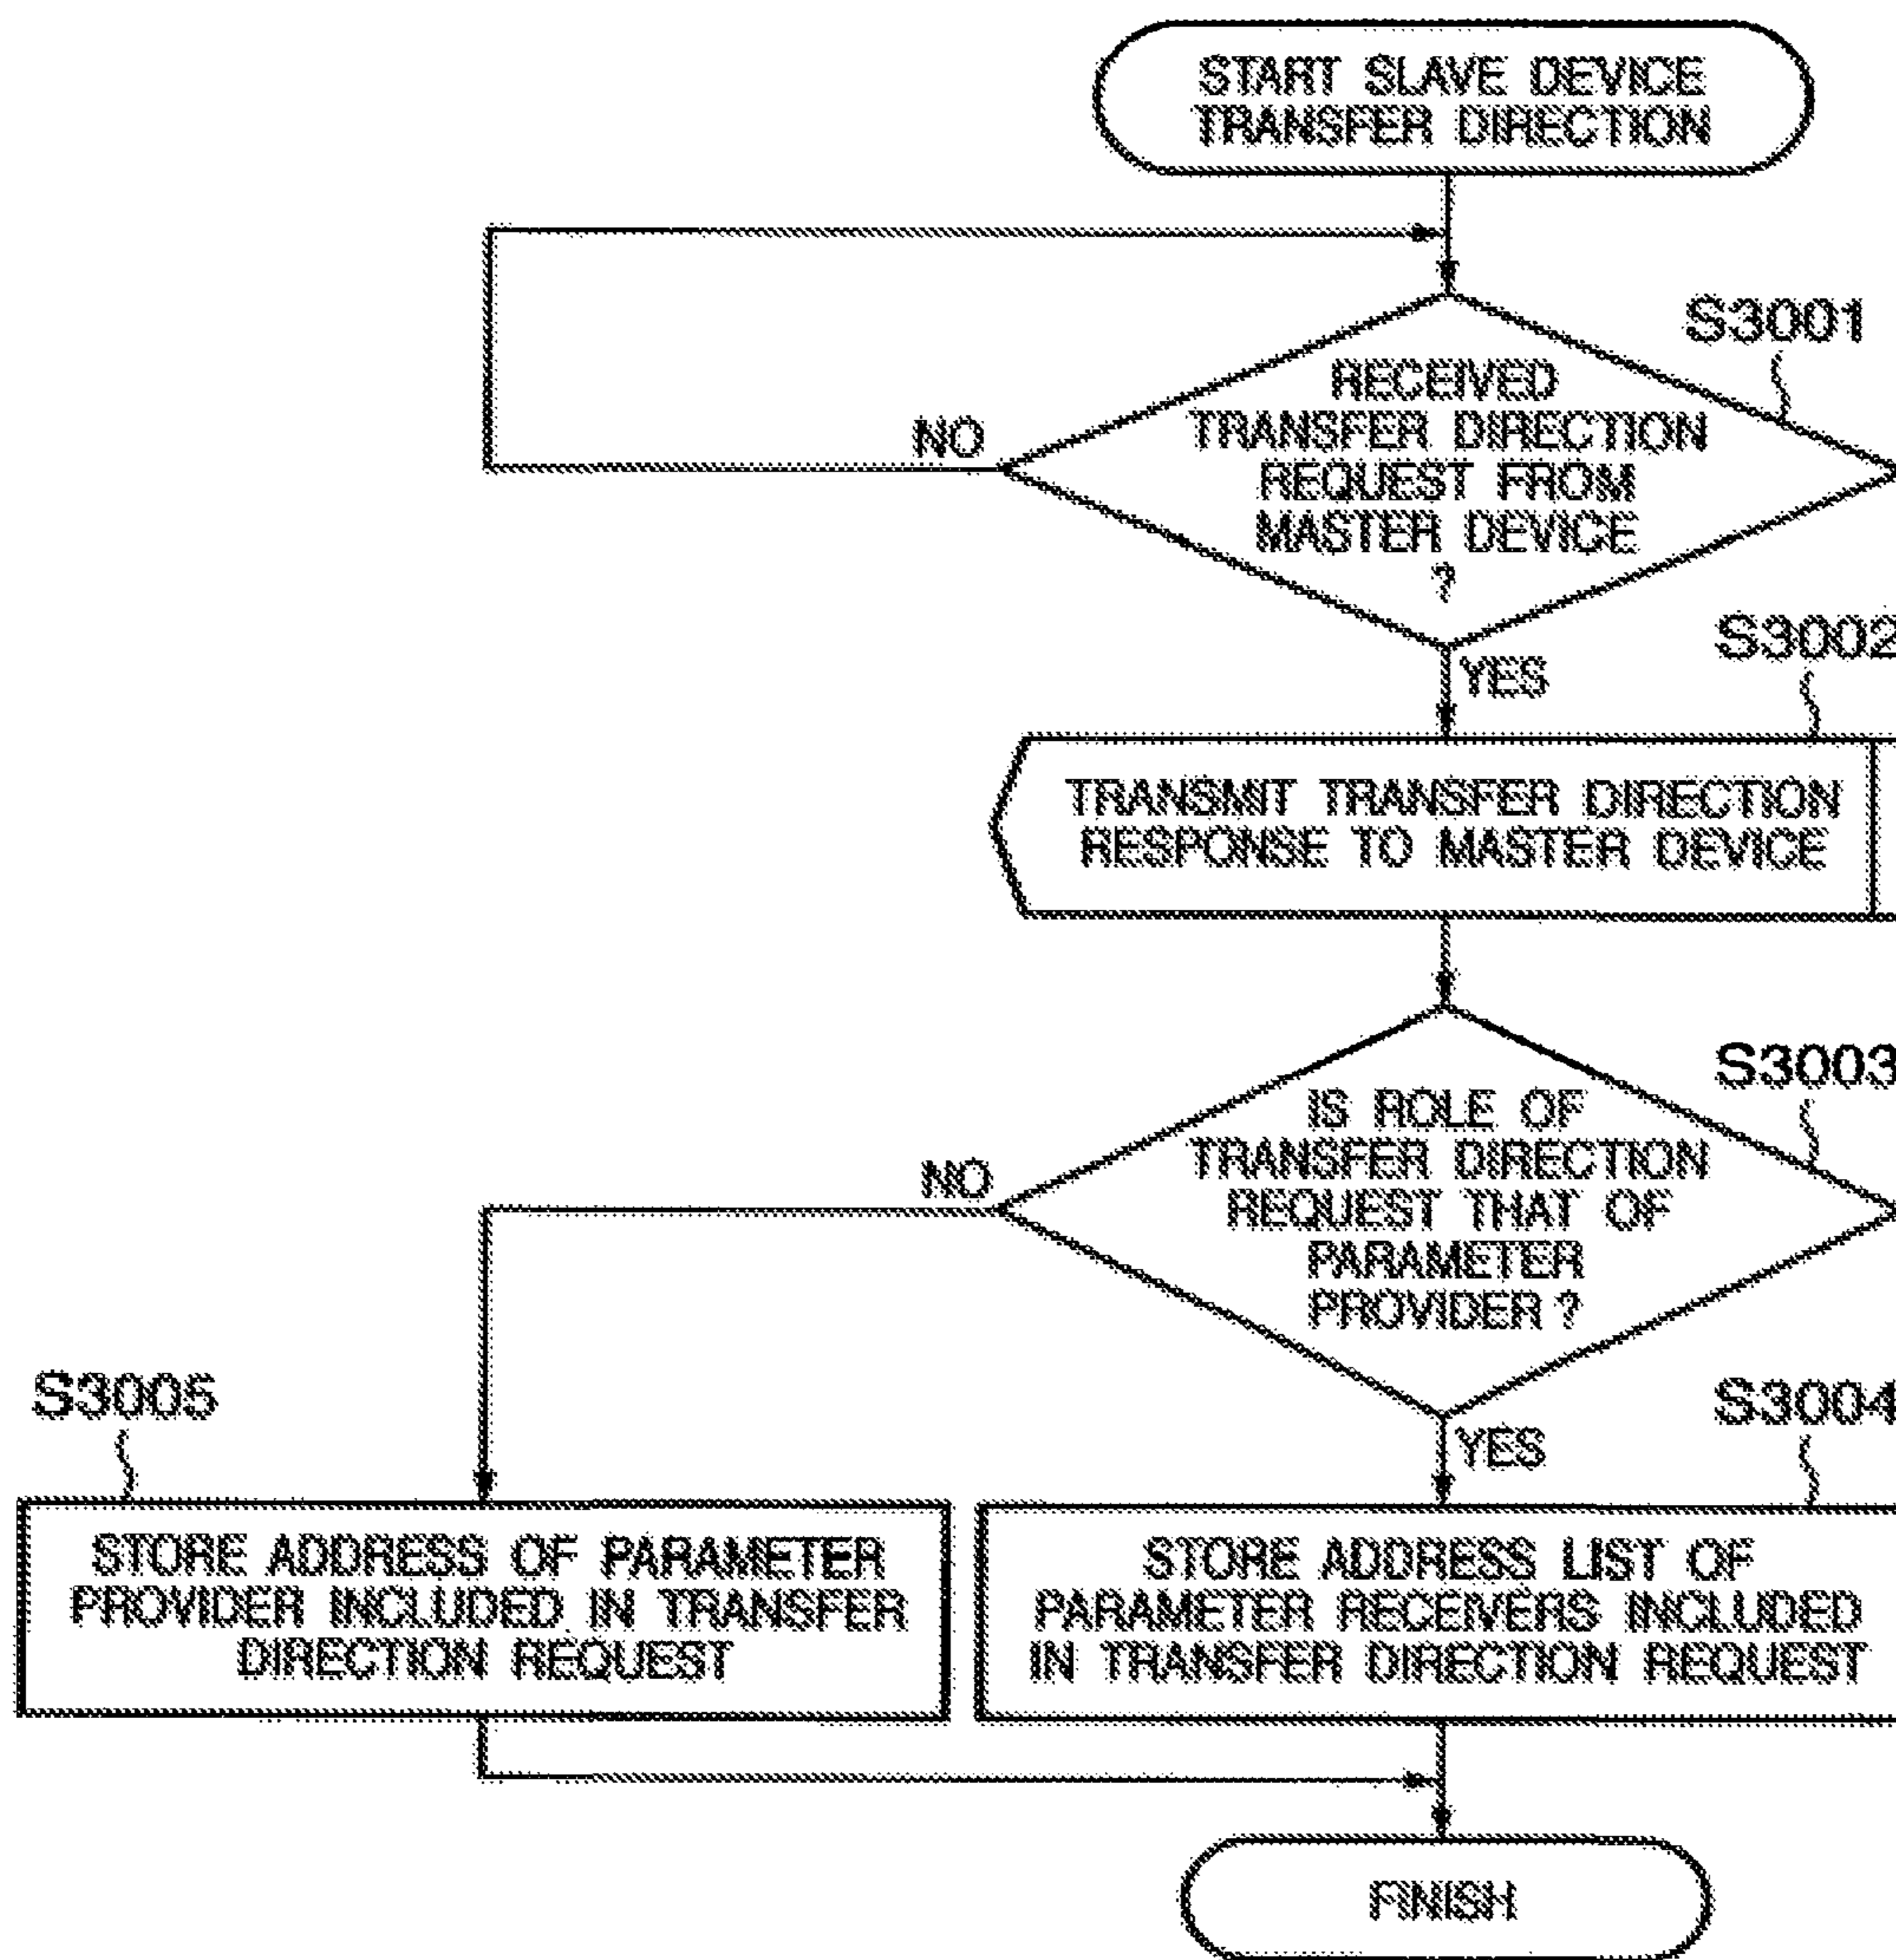 START SLAVE DEVICE
TRANSFER DIRECTION
S3001
RECEIVED
TRANSFER DIRECTION
REQUEST FROM
MASTER DEVICE
?
NO
YES
S3002
TRANSMIT TRANSFER DIRECTION
RESPONSE TO MASTER DEVICE
S3003
IS ROLE OF
TRANSFER DIRECTION
REQUEST THAT OF
PARAMETER
PROVIDER ?
NO
YES
S3005
STORE ADDRESS OF PARAMETER
PROVIDER INCLUDED IN TRANSFER
DIRECTION REQUEST
S3004
STORE ADDRESS LIST OF
PARAMETER RECEIVERS INCLUDED
IN TRANSFER DIRECTION REQUEST
FINISH